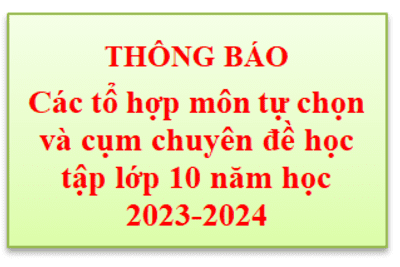 THÔNG BÁO
Các tổ hợp môn tự chọn
và cụm chuyên đề học
tập lớp 10 năm học
2023-2024